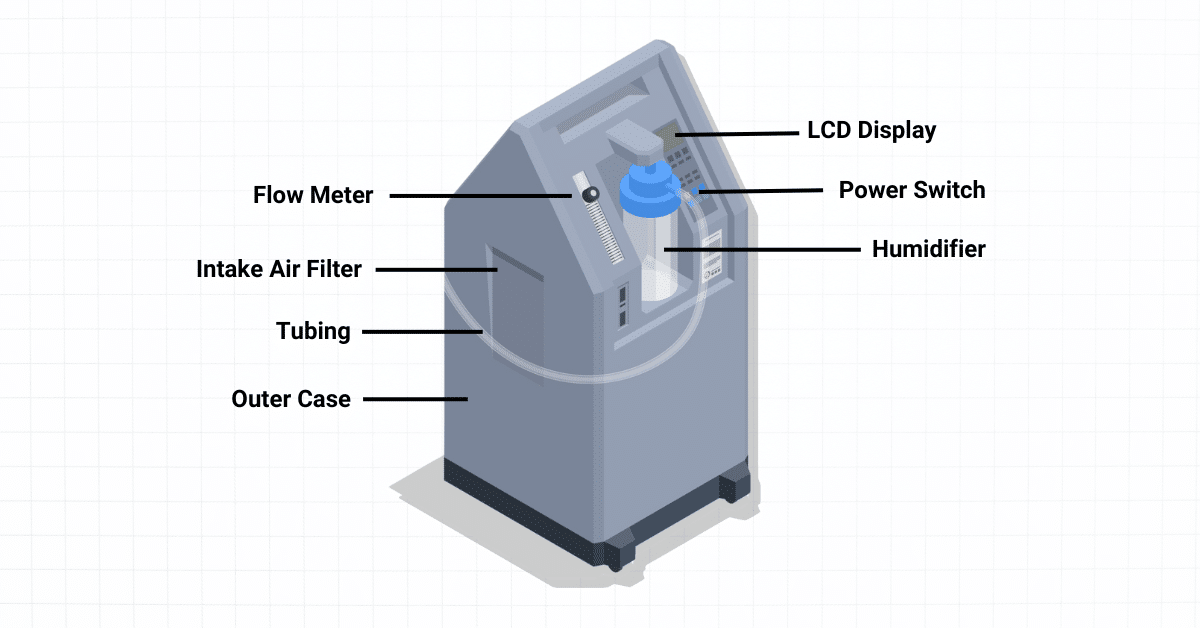 LCD Display
Flow Meter
Power Switch
Humidifier
Intake Air Filter
Tubing
Outer Case